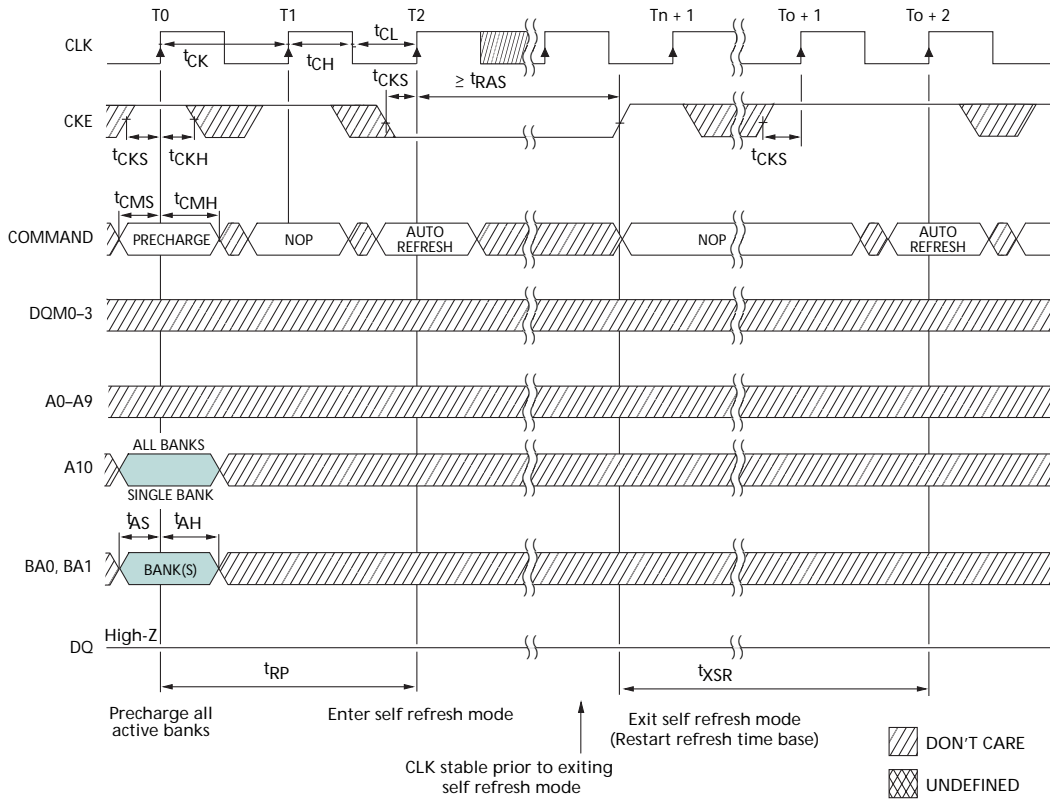 T0 T1 T2 Tn + 1 To + 1 To + 2
CLK
tCK tCH tCL
tCKS ≥ tRAS
CKE
tCKS tCKH tCKS
tCMS tCMH
COMMAND PRECHARGE NOP AUTO REFRESH NOP AUTO REFRESH
DQM0–3
A0–A9
ALL BANKS
A10
SINGLE BANK
tAS tAH
BA0, BA1 BANK(S)
High-Z
DQ
tRP tXSR
Precharge all
active banks
Enter self refresh mode
Exit self refresh mode
(Restart refresh time base)
CLK stable prior to exiting
self refresh mode
DON'T CARE
UNDEFINED